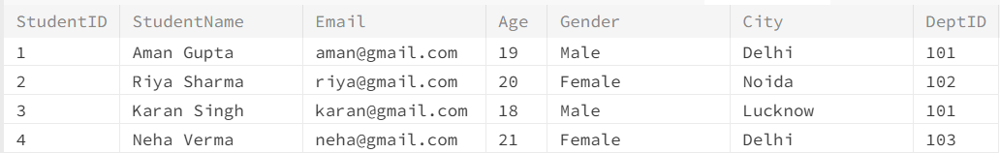 StudentID StudentName Email Age Gender City DeptID
1 Aman Gupta aman@gmail.com 19 Male Delhi 101
2 Riya Sharma riya@gmail.com 20 Female Noida 102
3 Karan Singh karan@gmail.com 18 Male Lucknow 101
4 Neha Verma neha@gmail.com 21 Female Delhi 103